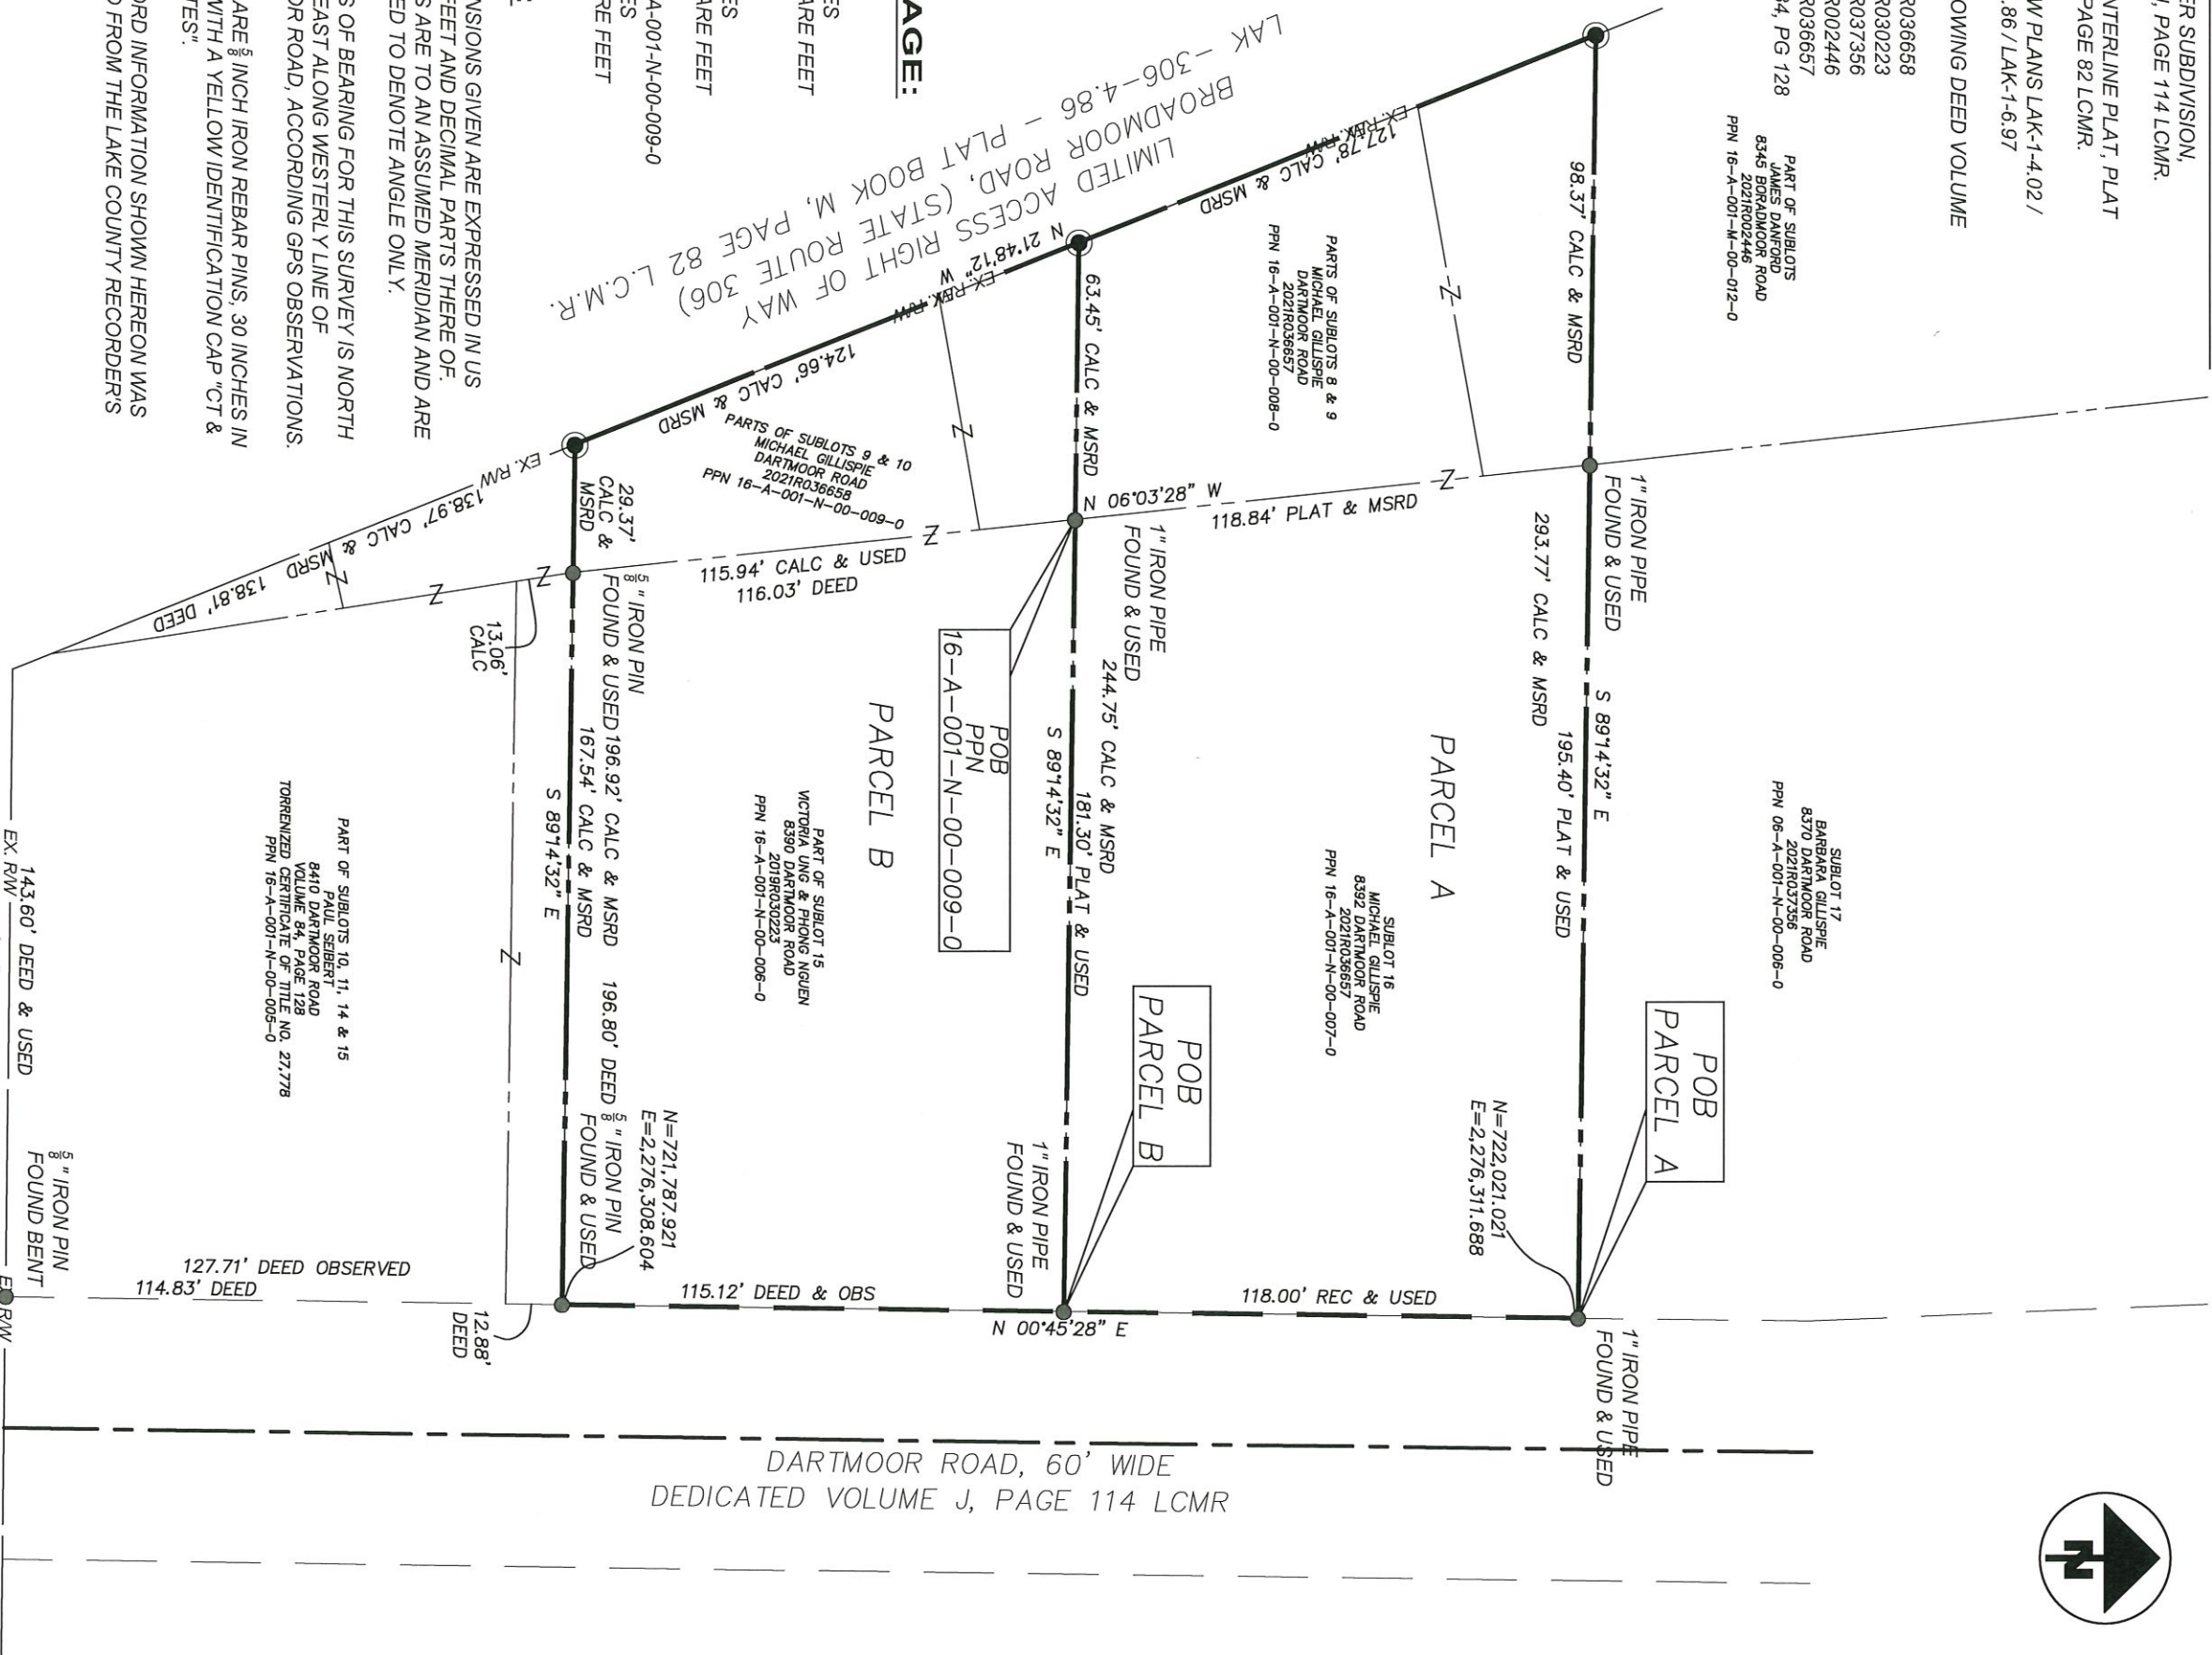 ER SUBDIVISION,
, PAGE 114 LCMR.
NTERLINE PLAT, PLAT
PAGE 82 LCMR.
W PLANS LAK-1-4.02 /
.86 / LAK-1-6.97
OWING DEED VOLUME
R036658
R030223
R037356
R002446
R036657
34, PG 128
AGE:
ES
ARE FEET
ES
ARE FEET
A-001-N-00-009-0
ES
RE FEET
NSIONS GIVEN ARE EXPRESSED IN US
FEET AND DECIMAL PARTS THERE OF.
S ARE TO AN ASSUMED MERIDIAN AND ARE
ED TO DENOTE ANGLE ONLY.
S OF BEARING FOR THIS SURVEY IS NORTH
EAST ALONG WESTERLY LINE OF
OR ROAD, ACCORDING GPS OBSERVATIONS.
ARE 5/8 INCH IRON REBAR PINS, 30 INCHES IN
WITH A YELLOW IDENTIFICATION CAP "CT &
TES".
ORD INFORMATION SHOWN HEREON WAS
D FROM THE LAKE COUNTY RECORDER'S
LIMITED ACCESS RIGHT OF WAY
BROADMOOR ROAD, (STATE ROUTE 306)
LAK -306-4.86 - PLAT BOOK M, PAGE 82 L.C.M.R.
PART OF SUBLOTS
JAMES DANFORD
8345 BORADMOOR ROAD
2021R002446
PPN 16-A-001-M-00-012-0
98.37' CALC & MSRD
127.78' CALC & MSRD
EX. R/W
EX. R/W
PARTS OF SUBLOTS 8 & 9
MICHAEL GILLISPIE
DARTMOOR ROAD
2021R036657
PPN 16-A-001-N-00-008-0
63.45' CALC & MSRD
N 21°48'12" W
EX. R/W
EX. R/W
124.66' CALC & MSRD
PARTS OF SUBLOTS 9 & 10
MICHAEL GILLISPIE
DARTMOOR ROAD
2021R036658
PPN 16-A-001-N-00-009-0
29.37'
CALC &
MSRD
EX. R/W
138.97' CALC & MSRD
138.81' DEED
Z
Z
Z
Z
Z
Z
Z
Z
N 06°03'28" W
118.84' PLAT & MSRD
115.94' CALC & USED
116.03' DEED
13.06'
CALC
1" IRON PIPE
FOUND & USED
293.77' CALC & MSRD
S 89°14'32" E
195.40' PLAT & USED
1" IRON PIPE
FOUND & USED
244.75' CALC & MSRD
181.30' PLAT & USED
S 89°14'32" E
5/8" IRON PIN
FOUND & USED
196.92' CALC & MSRD
196.80' DEED
167.54' CALC & MSRD
S 89°14'32" E
POB
PPN
16-A-001-N-00-009-0
PARCEL A
PARCEL B
SUBLOT 17
BARBARA GILLISPIE
8370 DARTMOOR ROAD
2021R037356
PPN 06-A-001-N-00-006-0
SUBLOT 16
MICHAEL GILLISPIE
8392 DARTMOOR ROAD
2021R036657
PPN 16-A-001-N-00-007-0
PART OF SUBLOT 15
VICTORIA UNG & PHONG NGUEN
8390 DARTMOOR ROAD
2019R030223
PPN 16-A-001-N-00-006-0
PART OF SUBLOTS 10, 11, 14 & 15
PAUL SEIBERT
8410 DARTMOOR ROAD
VOLUME 84, PAGE 128
TORRENIZED CERTIFICATE OF TITLE NO. 27,778
PPN 16-A-001-N-00-005-0
POB
PARCEL A
POB
PARCEL B
N=722,021.021
E=2,276,311.688
1" IRON PIPE
FOUND & USED
1" IRON PIPE
FOUND & USED
N=721,787.921
E=2,276,308.604
5/8" IRON PIN
FOUND & USED
143.60' DEED & USED
EX. R/W
5/8" IRON PIN
FOUND BENT
EX. R/W
127.71' DEED OBSERVED
114.83' DEED
12.88'
DEED
115.12' DEED & OBS
118.00' REC & USED
N 00°45'28" E
DARTMOOR ROAD, 60' WIDE
DEDICATED VOLUME J, PAGE 114 LCMR
N